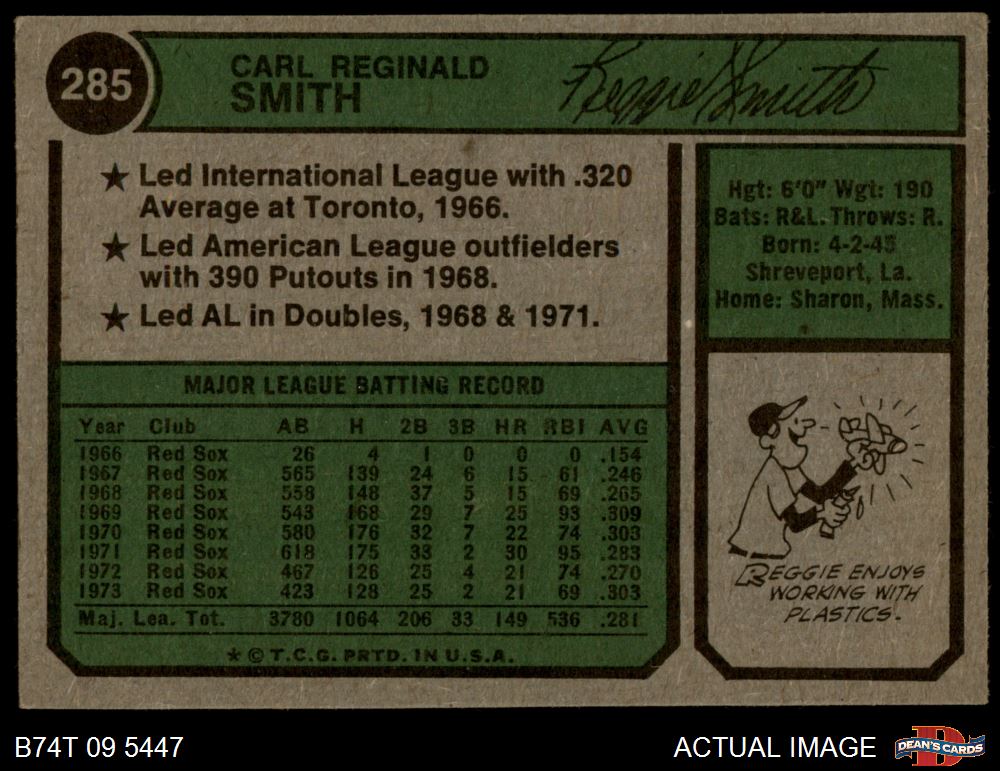 285
CARL REGINALD
SMITH
Reggie Smith
★ Led International League with .320
Average at Toronto, 1966.
★ Led American League outfielders
with 390 Putouts in 1968.
★ Led AL in Doubles, 1968 & 1971.
Hgt: 6'0" Wgt: 190
Bats: R&L. Throws: R.
Born: 4-2-45
Shreveport, La.
Home: Sharon, Mass.
MAJOR LEAGUE BATTING RECORD
Year Club AB H 2B 3B HR RBI AVG
1966 Red Sox 26 4 1 0 0 0 .154
1967 Red Sox 565 139 24 6 15 61 .246
1968 Red Sox 558 148 37 5 15 69 .265
1969 Red Sox 543 168 29 7 25 93 .309
1970 Red Sox 580 176 32 7 22 74 .303
1971 Red Sox 618 175 33 2 30 95 .283
1972 Red Sox 467 126 25 4 21 74 .270
1973 Red Sox 423 128 25 2 21 69 .303
Maj. Lea. Tot. 3780 1064 206 33 149 536 .281
★ © T.C.G. PRTD. IN U.S.A.
REGGIE ENJOYS
WORKING WITH
PLASTICS.
B74T 09 5447
ACTUAL IMAGE
DEAN'S CARDS